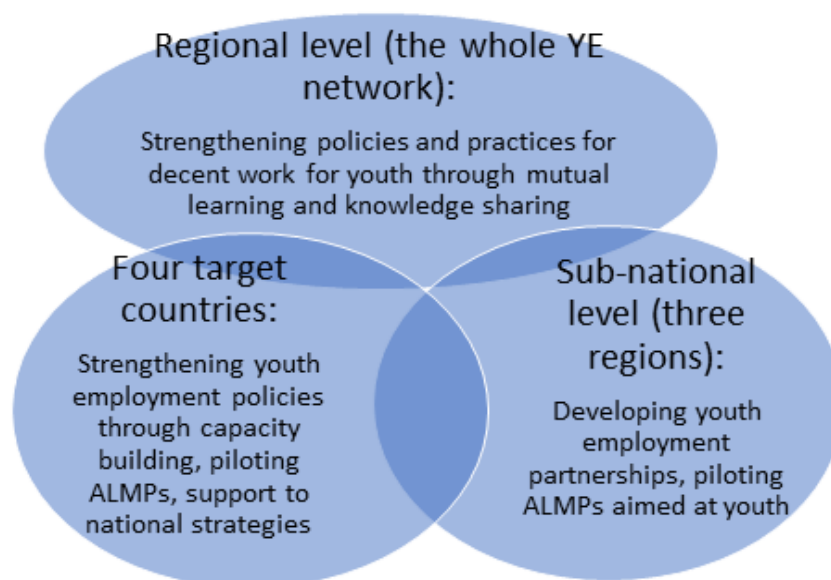 Regional level (the whole YE
network):
Strengthening policies and practices for
decent work for youth through mutual
learning and knowledge sharing
Four target
countries:
Strengthening youth
employment policies
through capacity
building, piloting
ALMPs, support to
national strategies
Sub-national
level (three
regions):
Developing youth
employment
partnerships, piloting
ALMPs aimed at youth